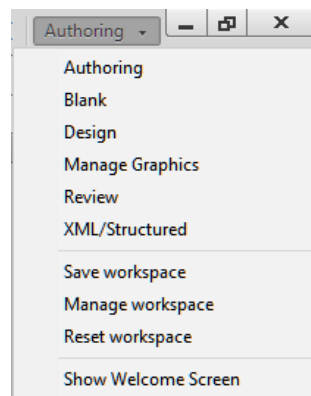 Authoring
Authoring
Blank
Design
Manage Graphics
Review
XML/Structured
Save workspace
Manage workspace
Reset workspace
Show Welcome Screen